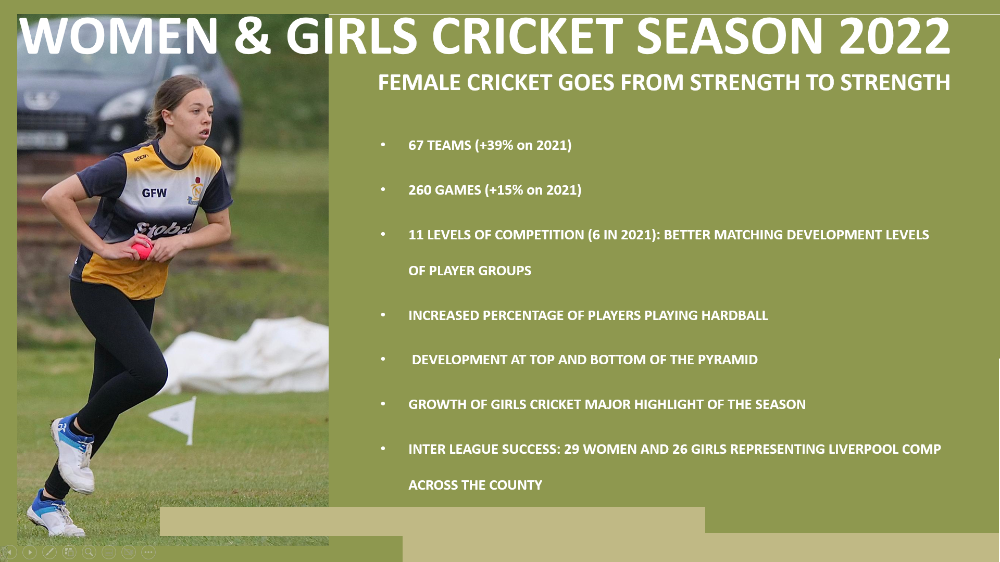 WOMEN & GIRLS CRICKET SEASON 2022
FEMALE CRICKET GOES FROM STRENGTH TO STRENGTH
• 67 TEAMS (+39% on 2021)
• 260 GAMES (+15% on 2021)
• 11 LEVELS OF COMPETITION (6 IN 2021): BETTER MATCHING DEVELOPMENT LEVELS
OF PLAYER GROUPS
• INCREASED PERCENTAGE OF PLAYERS PLAYING HARDBALL
• DEVELOPMENT AT TOP AND BOTTOM OF THE PYRAMID
• GROWTH OF GIRLS CRICKET MAJOR HIGHLIGHT OF THE SEASON
• INTER LEAGUE SUCCESS: 29 WOMEN AND 26 GIRLS REPRESENTING LIVERPOOL COMP
ACROSS THE COUNTY
icon
GFW